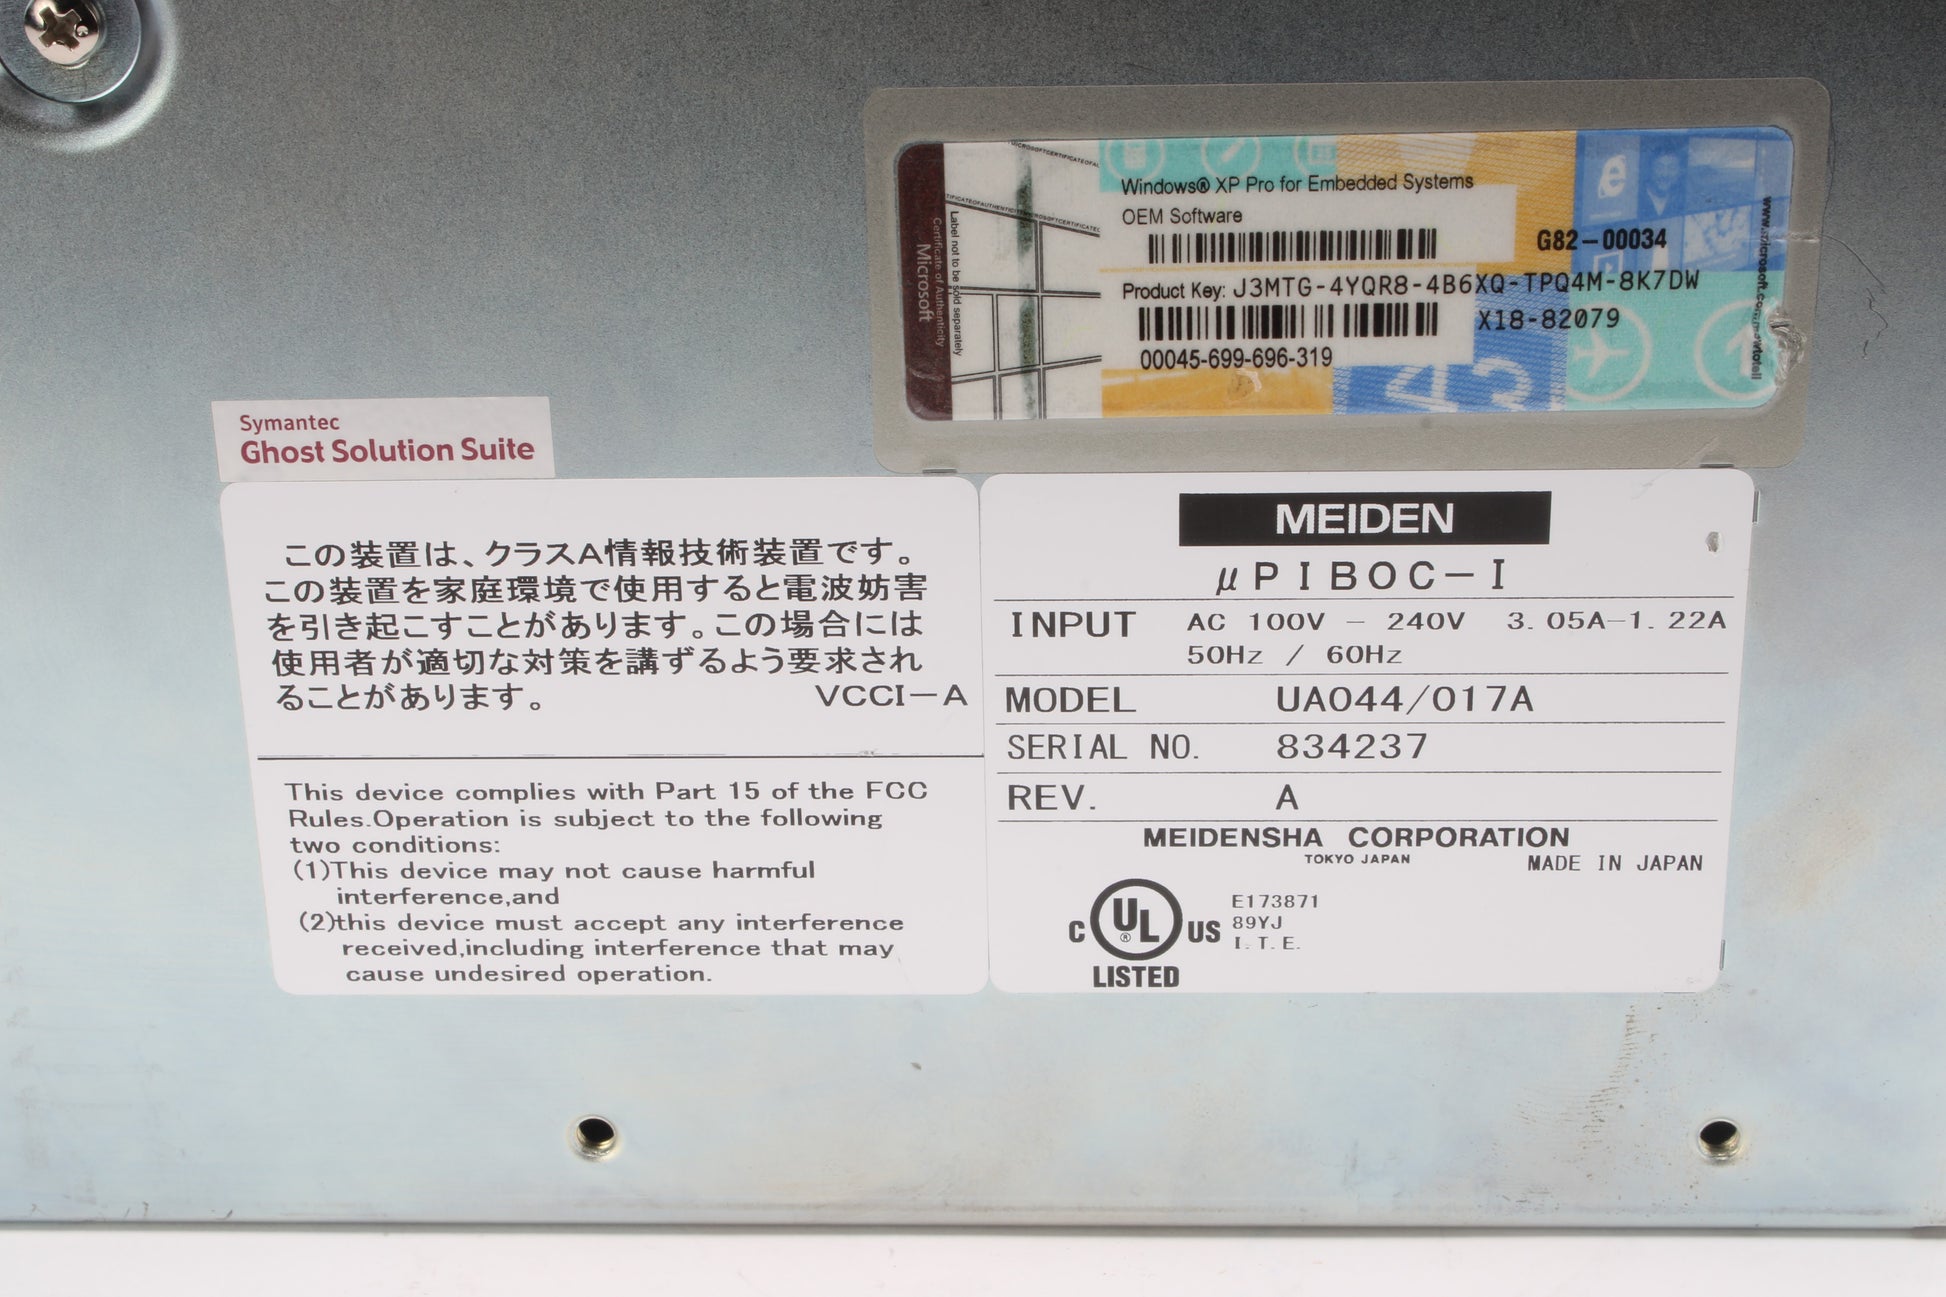 Windows® XP Pro for Embedded Systems
OEM Software
G82-00034
Product Key: J3MTG-4YQR8-4B6XQ-TPQ4M-8K7DW
X18-82079
00045-699-696-319
Label not to be sold separately
Certificate of Authenticity
Microsoft
Symantec
Ghost Solution Suite
この装置は、クラスA情報技術装置です。
この装置を家庭環境で使用すると電波妨害
を引き起こすことがあります。この場合には
使用者が適切な対策を講ずるよう要求され
ることがあります。 VCCI-A
This device complies with Part 15 of the FCC
Rules.Operation is subject to the following
two conditions:
(1)This device may not cause harmful
interference,and
(2)this device must accept any interference
received,including interference that may
cause undesired operation.
MEIDEN
μPIBOC-I
INPUT AC 100V - 240V 3.05A-1.22A
50Hz / 60Hz
MODEL UA044/017A
SERIAL NO. 834237
REV. A
MEIDENSHA CORPORATION
TOKYO JAPAN
MADE IN JAPAN
C UL ® US
LISTED
E173871
89YJ
I.T.E.